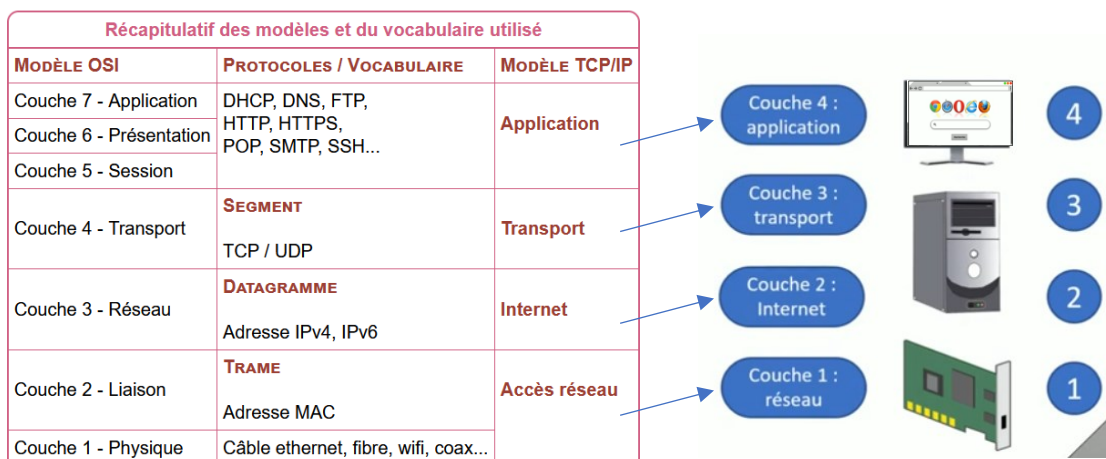 Récapitulatif des modèles et du vocabulaire utilisé
MODÈLE OSI
PROTOCOLES / VOCABULAIRE
MODÈLE TCP/IP
Couche 7 - Application
DHCP, DNS, FTP,
HTTP, HTTPS,
POP, SMTP, SSH...
Application
Couche 6 - Présentation
Couche 5 - Session
Couche 4 - Transport
SEGMENT
TCP / UDP
Transport
Couche 3 - Réseau
DATAGRAMME
Adresse IPv4, IPv6
Internet
Couche 2 - Liaison
TRAME
Adresse MAC
Accès réseau
Couche 1 - Physique
Câble ethernet, fibre, wifi, coax...
Couche 4 :
application
4
Couche 3 :
transport
3
Couche 2 :
Internet
2
Couche 1 :
réseau
1